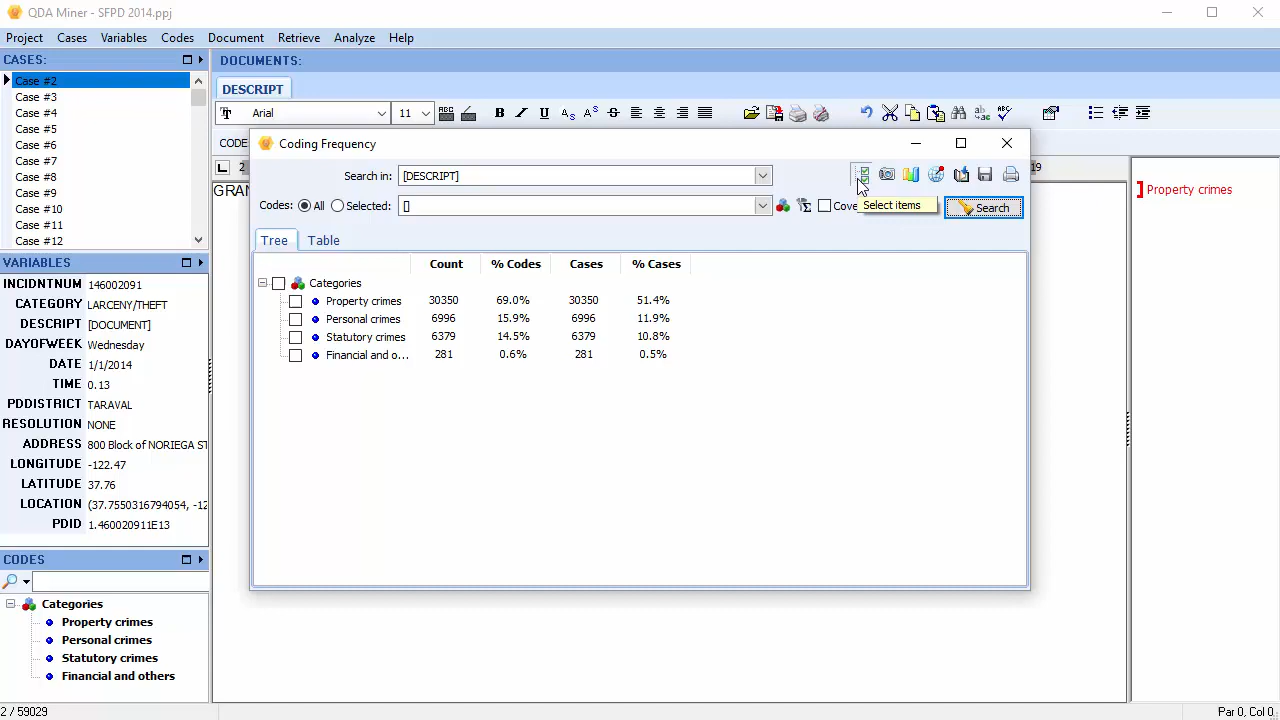 QDA Miner - SFPD 2014.ppj
Project Cases Variables Codes Document Retrieve Analyze Help
CASES:
Case #2
Case #3
Case #4
Case #5
Case #6
Case #7
Case #8
Case #9
Case #10
Case #11
Case #12
VARIABLES
INCIDNTNUM 146002091
CATEGORY LARCENY/THEFT
DESCRIPT [DOCUMENT]
DAYOFWEEK Wednesday
DATE 1/1/2014
TIME 0.13
PDDISTRICT TARAVAL
RESOLUTION NONE
ADDRESS 800 Block of NORIEGA ST
LONGITUDE -122.47
LATITUDE 37.76
LOCATION (37.7550316794054, -12
PDID 1.460020911E13
CODES
Categories
Property crimes
Personal crimes
Statutory crimes
Financial and others
2 / 59029
DOCUMENTS:
DESCRIPT
Arial 11
CODE
2
19
GRAN
Property crimes
Coding Frequency
Search in: [DESCRIPT]
Codes: All Selected: [] Cove
Select items
Search
Tree Table
Count % Codes Cases % Cases
Categories
Property crimes 30350 69.0% 30350 51.4%
Personal crimes 6996 15.9% 6996 11.9%
Statutory crimes 6379 14.5% 6379 10.8%
Financial and o... 281 0.6% 281 0.5%
Par 0, Col 0